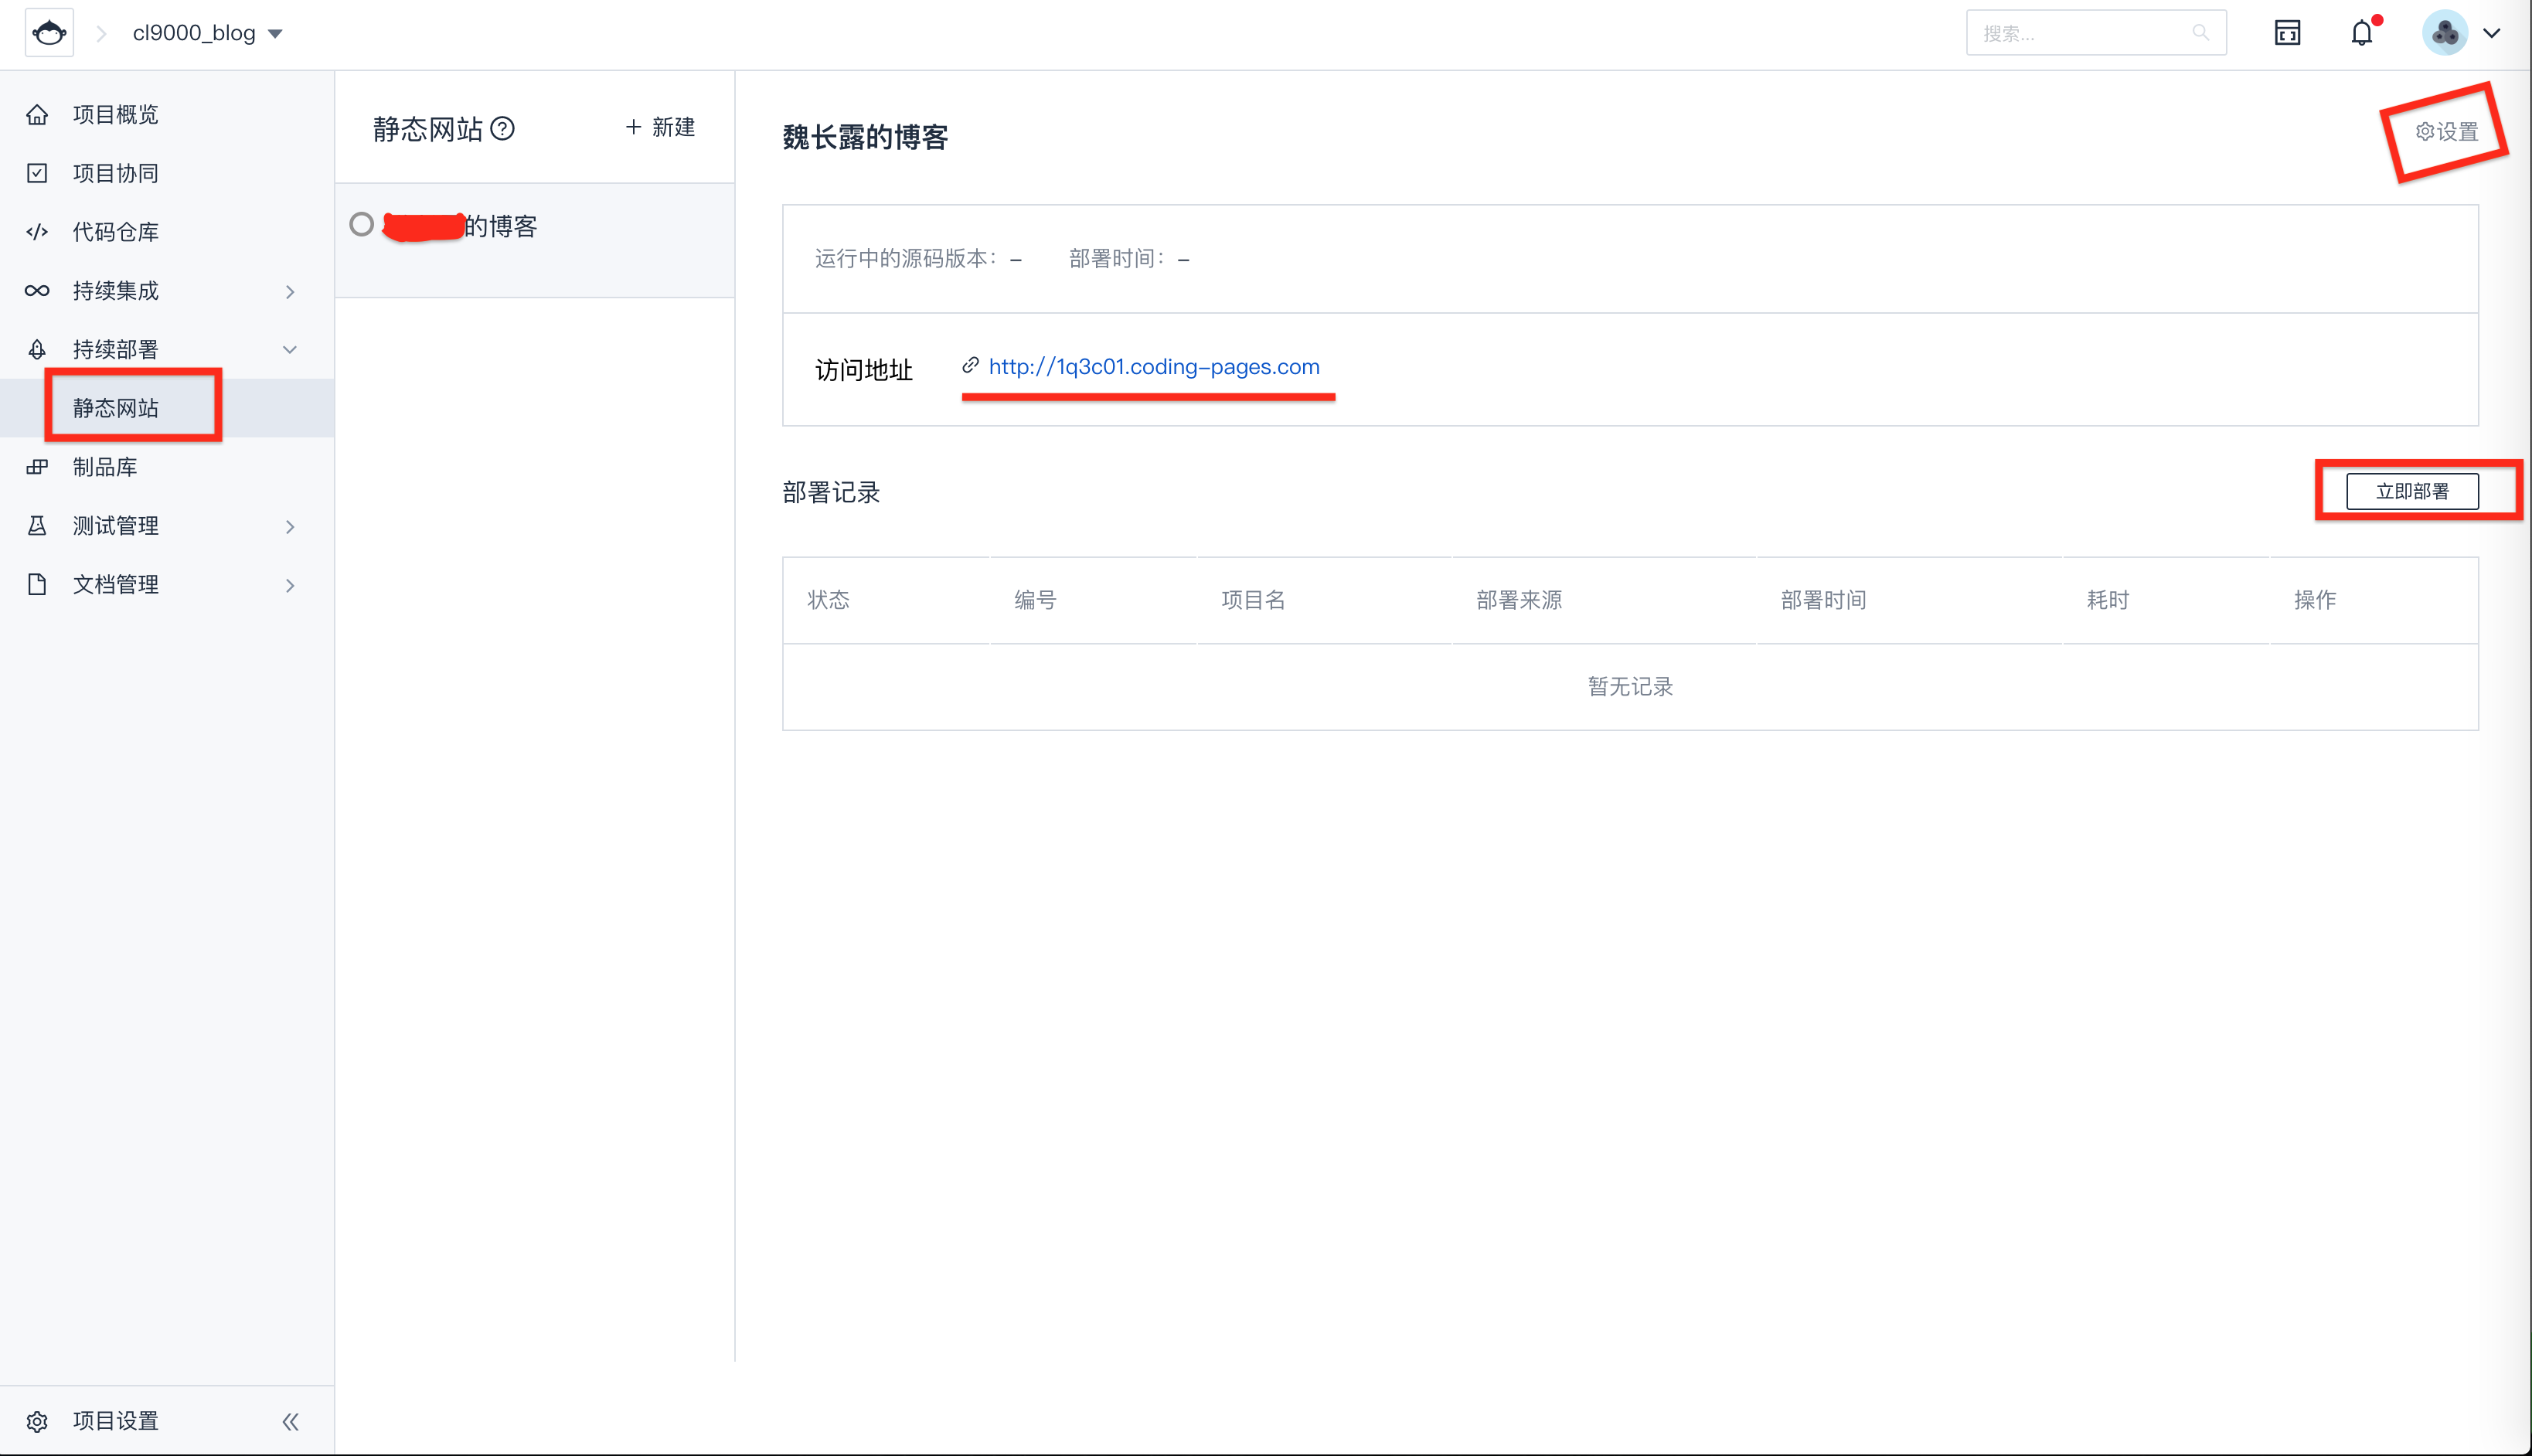 cl9000_blog
搜索...
项目概览
项目协同
代码仓库
持续集成
持续部署
静态网站
制品库
测试管理
文档管理
项目设置
静态网站
+ 新建
的博客
魏长露的博客
设置
运行中的源码版本： – 部署时间： –
访问地址 http://1q3c01.coding-pages.com
部署记录
立即部署
状态 编号 项目名 部署来源 部署时间 耗时 操作
暂无记录